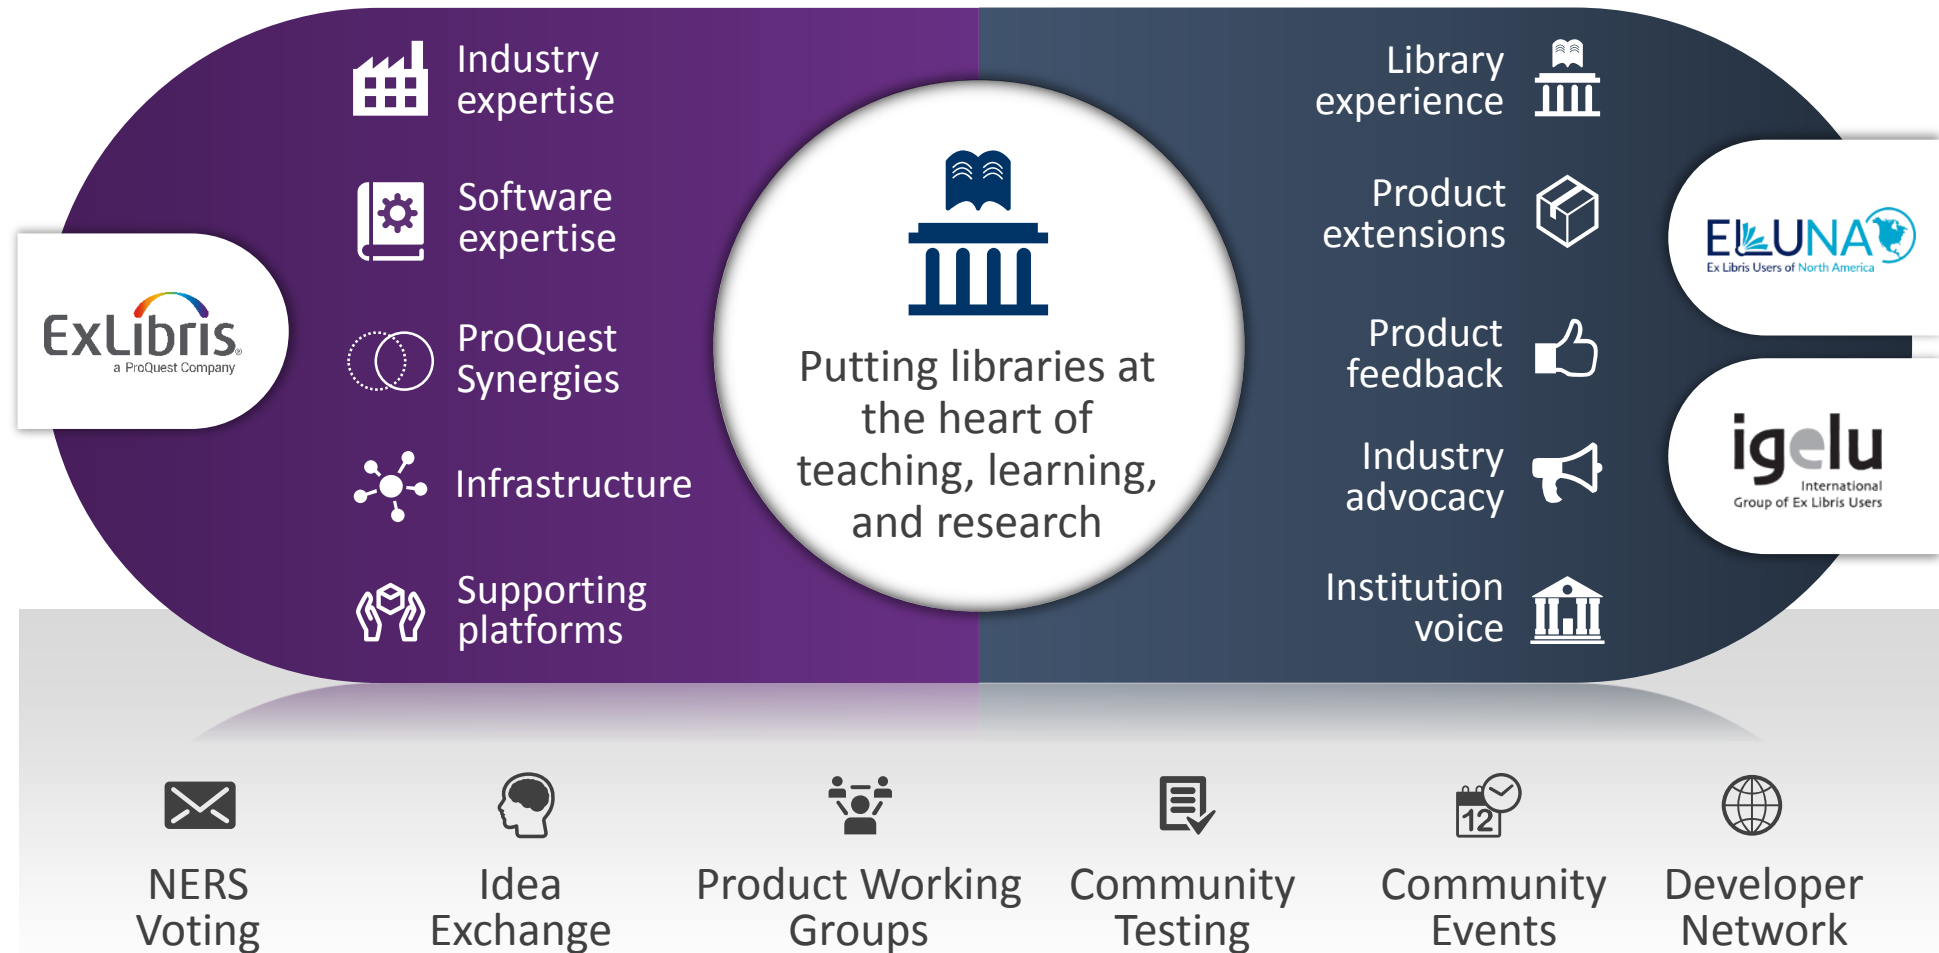 Industry
expertise
Software
expertise
ProQuest
Synergies
Infrastructure
Supporting
platforms
ExLibris®
a ProQuest Company
Putting libraries at
the heart of
teaching, learning,
and research
Library
experience
Product
extensions
Product
feedback
Industry
advocacy
Institution
voice
ELUNA
Ex Libris Users of North America
igelu
International
Group of Ex Libris Users
12
NERS
Voting
Idea
Exchange
Product Working
Groups
Community
Testing
Community
Events
Developer
Network